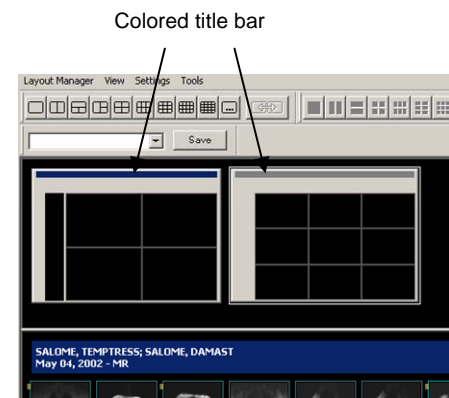 Colored title bar
Layout Manager View Settings Tools
Save
SALOME, TEMPTRESS; SALOME, DAMAST
May 04, 2002 - MR